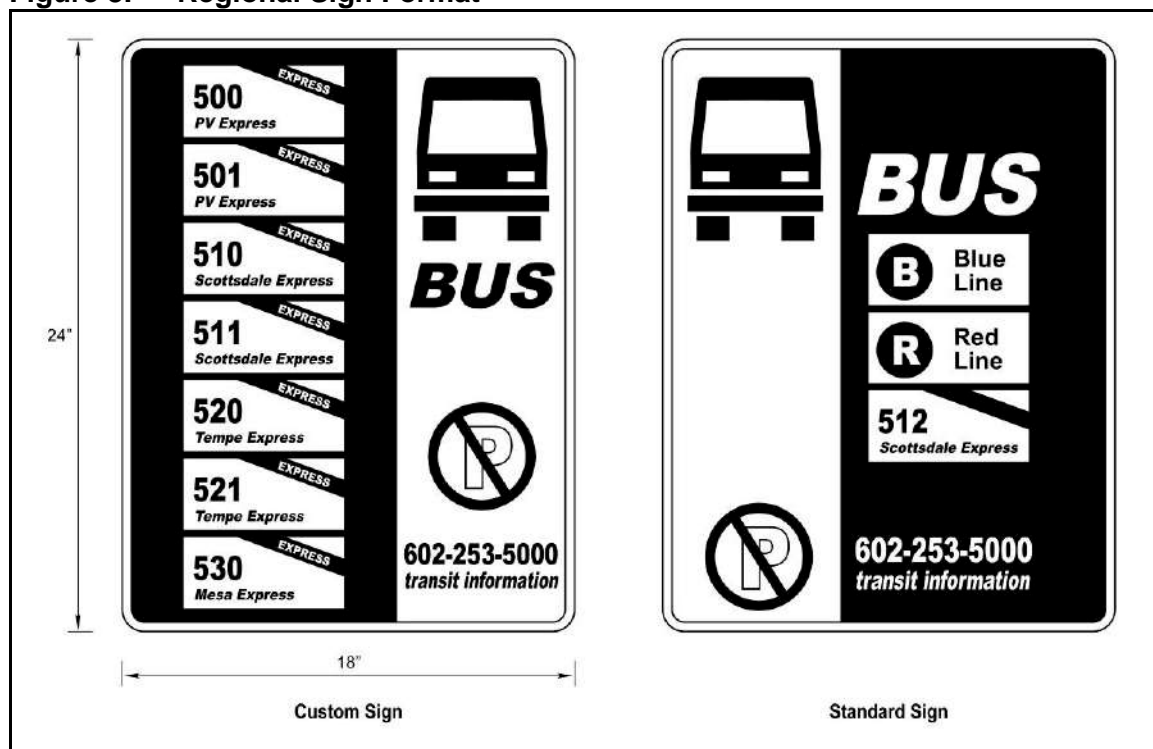 Regional Sign Format
24"
EXPRESS
500
PV Express
EXPRESS
501
PV Express
EXPRESS
510
Scottsdale Express
EXPRESS
511
Scottsdale Express
EXPRESS
520
Tempe Express
EXPRESS
521
Tempe Express
EXPRESS
530
Mesa Express
BUS
P
602-253-5000
transit information
18"
Custom Sign
BUS
B
Blue
Line
R
Red
Line
512
Scottsdale Express
P
602-253-5000
transit information
Standard Sign